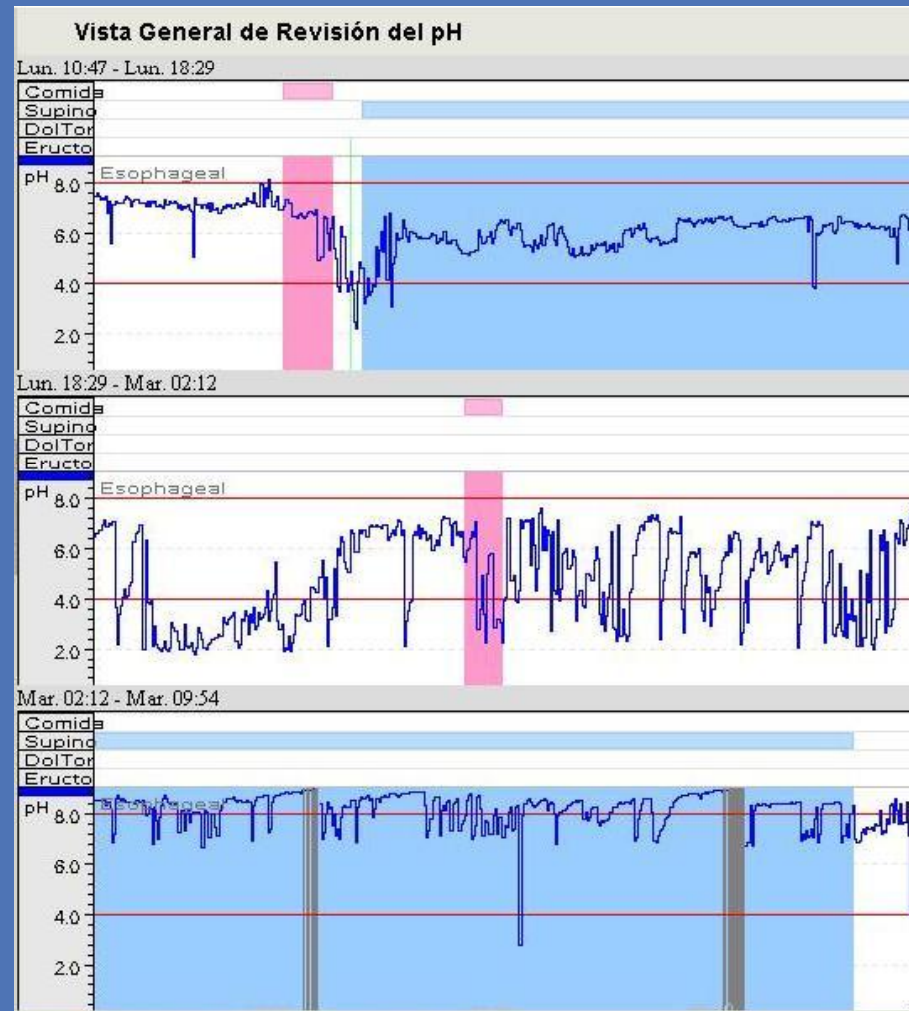 Vista General de Revisión del pH
Lun. 10:47 - Lun. 18:29
Comida
Supino
DolTor
Eructo
pH
Esophageal
8.0
6.0
4.0
2.0
Lun. 18:29 - Mar. 02:12
Comida
Supino
DolTor
Eructo
pH
Esophageal
8.0
6.0
4.0
2.0
Mar. 02:12 - Mar. 09:54
Comida
Supino
DolTor
Eructo
pH
Esophageal
8.0
6.0
4.0
2.0